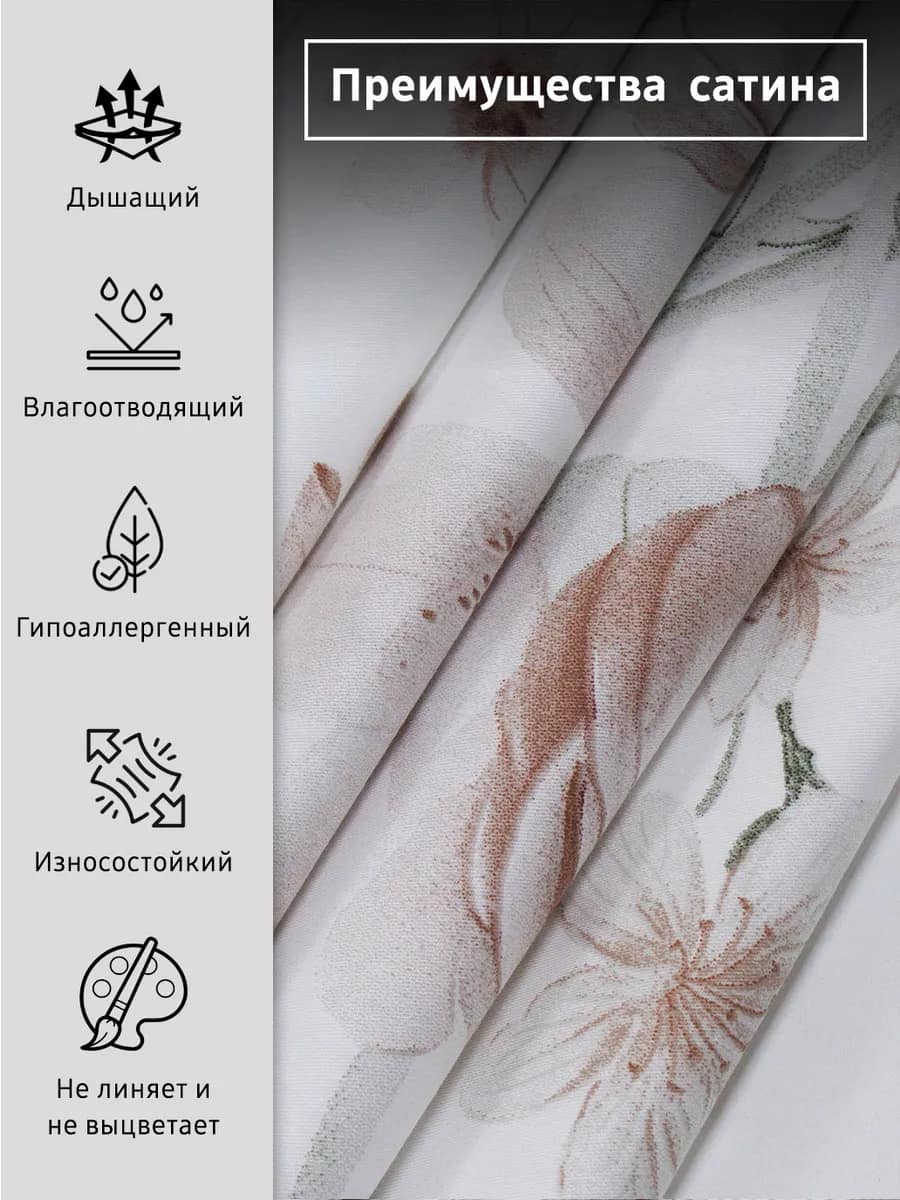 Преимущества сатина
Дышащий
Влагоотводящий
Гипоаллергенный
Износостойкий
Не линяет и
не выцветает